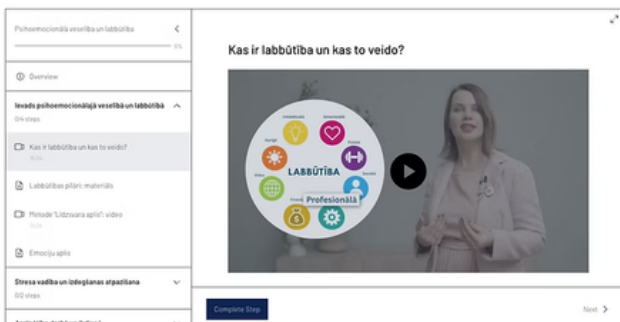 Psihoemocionālā veselība un labbūtība
0%
Overview
Ievads psihoemocionālajā veselībā un labbūtībā
0/4 steps
Kas ir labbūtība un kas to veido?
Labbūtības pīlāri: materiāls
Metode "Līdzsvara aplis": video
Emociju aplis
Stresa vadība un izdegšanas atpazīšana
0/2 steps
Kas ir labbūtība un kas to veido?
LABBŪTĪBA
Profesionālā
Complete Step
Next